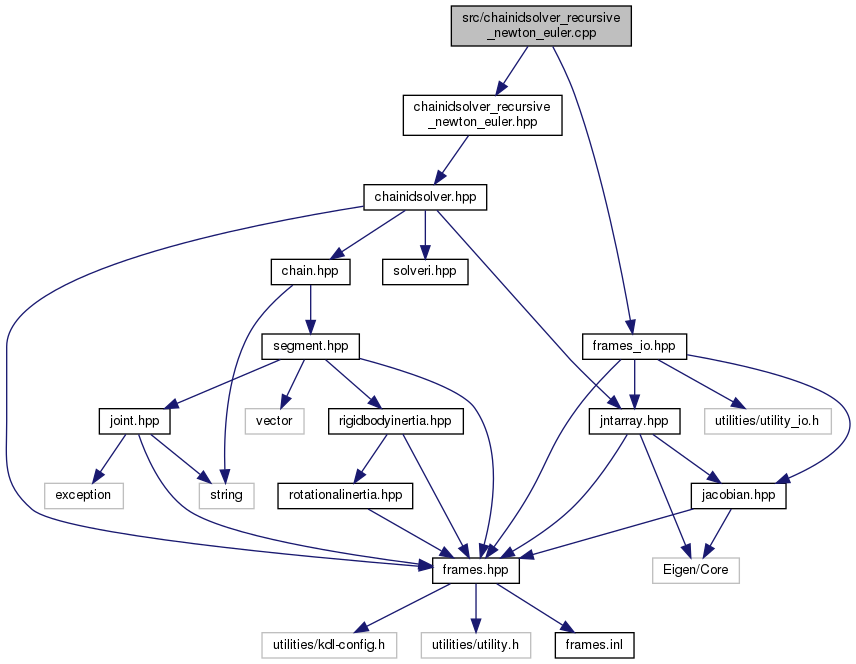 src/chainidsolver_recursive
_newton_euler.cpp
chainidsolver_recursive
_newton_euler.hpp
chainidsolver.hpp
chain.hpp
solveri.hpp
segment.hpp
frames_io.hpp
joint.hpp
vector
rigidbodyinertia.hpp
jntarray.hpp
utilities/utility_io.h
exception
string
rotationalinertia.hpp
jacobian.hpp
frames.hpp
Eigen/Core
utilities/kdl-config.h
utilities/utility.h
frames.inl